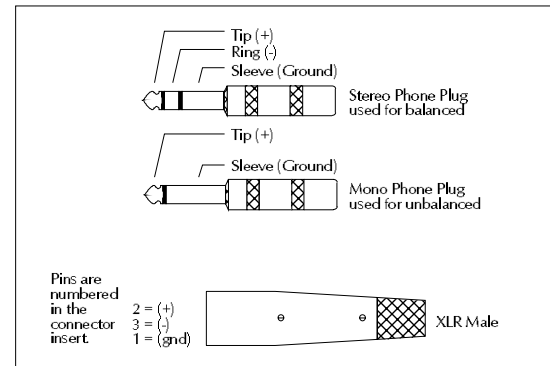 Tip (+)
Ring (-)
Sleeve (Ground)
Stereo Phone Plug
used for balanced
Tip (+)
Sleeve (Ground)
Mono Phone Plug
used for unbalanced
Pins are
numbered
in the
connector
insert.
2 = (+)
3 = (-)
1 = (gnd)
XLR Male